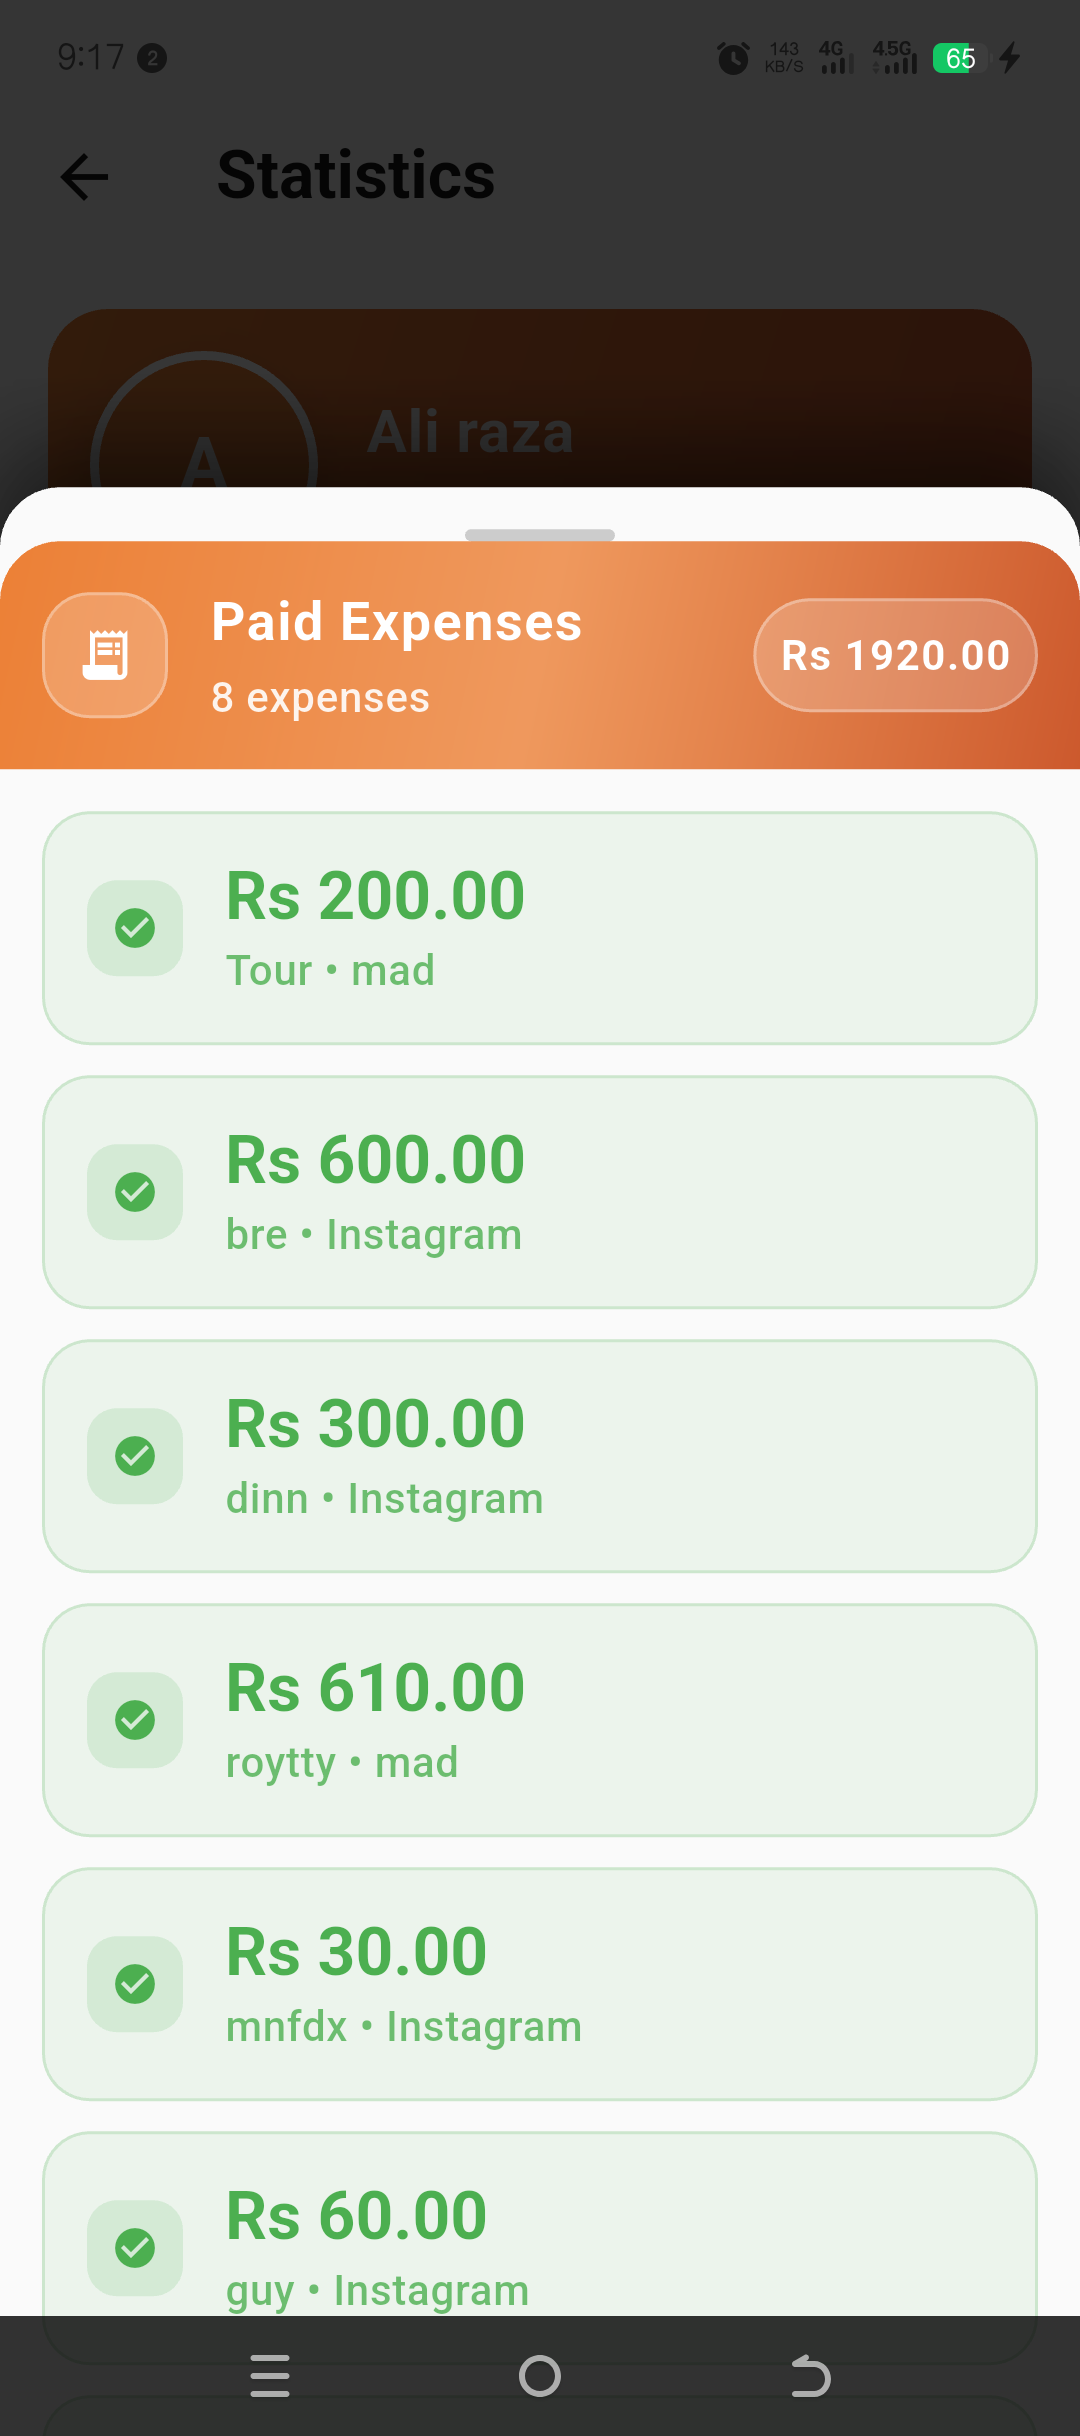 9:17 2 143 KB/S 4G 4.5G 65
Statistics
Ali raza
A
Paid Expenses
8 expenses
Rs 1920.00
Rs 200.00
Tour • mad
Rs 600.00
bre • Instagram
Rs 300.00
dinn • Instagram
Rs 610.00
roytty • mad
Rs 30.00
mnfdx • Instagram
Rs 60.00
guy • Instagram